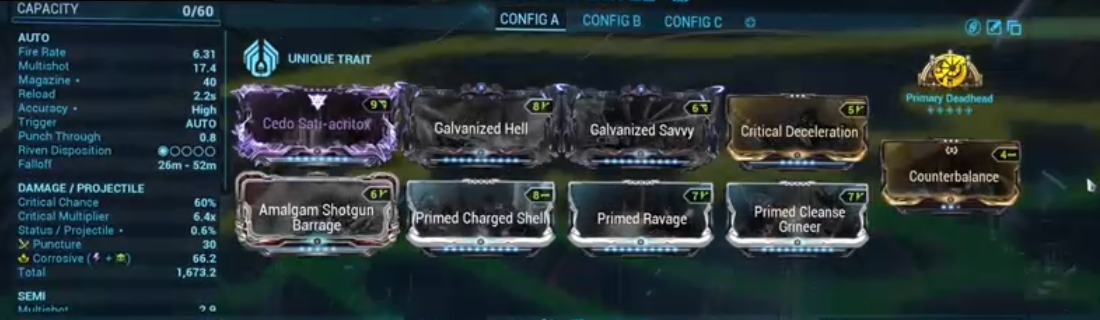 CAPACITY 0/60
CONFIG A CONFIG B CONFIG C
AUTO
Fire Rate 6.31
Multishot 17.4
Magazine 40
Reload 2.2s
Accuracy High
Trigger AUTO
Punch Through 0.8
Riven Disposition
Falloff 26m - 52m
DAMAGE / PROJECTILE
Critical Chance 60%
Critical Multiplier 6.4x
Status / Projectile 0.6%
Puncture 30
Corrosive ( + ) 66.2
Total 1,673.2
SEMI
Multishot 2.9
UNIQUE TRAIT
9
Cedo Sati-acritox
8
Galvanized Hell
6
Galvanized Savvy
5
Critical Deceleration
Primary Deadhead
4
Counterbalance
6
Amalgam Shotgun
Barrage
8
Primed Charged Shell
7
Primed Ravage
7
Primed Cleanse
Grineer